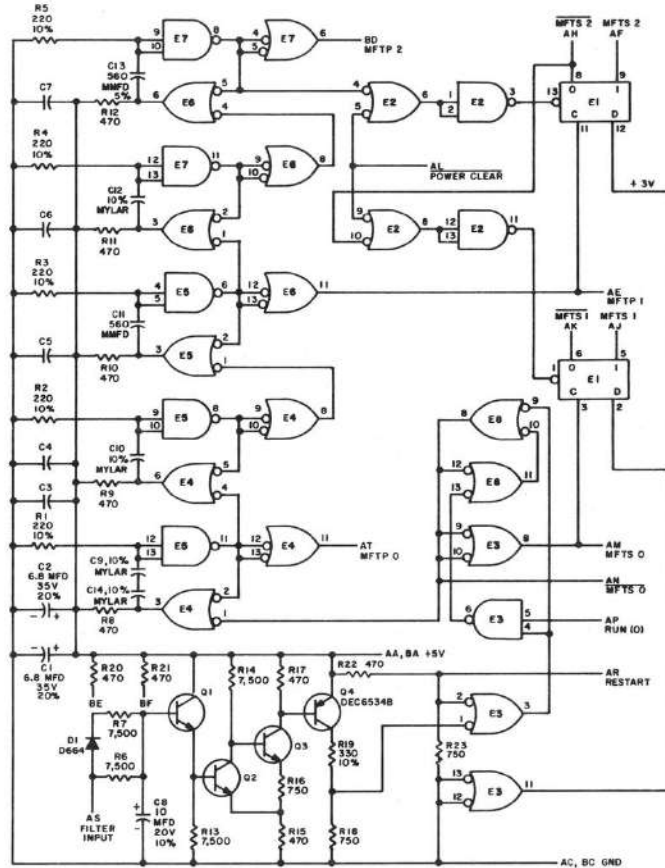 R5
220
10%
9
10
E7
8
4
5
E7
6
BD
MFTP 2
MFTS 2
AH
MFTS 2
AF
C13
560
MMFD
5%
C7
R12
470
6
E6
5
4
4
5
E2
6
1
2
E2
3
13
8
9
0
1
E1
C
D
11
12
R4
220
10%
12
13
E7
11
9
10
E6
8
AL
POWER CLEAR
+ 3V
C12
10%
MYLAR
C6
R11
470
3
E6
2
1
9
10
E2
8
12
13
E2
11
R3
220
10%
4
5
E5
6
12
13
E6
11
AE
MFTP 1
C11
560
MMFD
MFTS 1
AK
MFTS 1
AJ
C5
R10
470
3
E5
2
1
6
5
0
1
E1
1
C
D
3
2
R2
220
10%
9
10
E5
8
9
10
E4
8
8
E6
9
10
C10
10%
MYLAR
C4
R9
470
6
E4
5
4
12
13
E6
11
C3
R1
220
10%
12
13
E5
11
12
13
E4
11
AT
MFTP 0
9
10
E3
8
AM
MFTS 0
C9, 10%
MYLAR
C14, 10%
MYLAR
C2
6.8 MFD
35V
20%
- +
R8
470
3
E4
2
1
AN
MFTS 0
6
E3
5
4
AP
RUN (0)
- +
C1
6.8 MFD
35V
20%
AA, BA +5V
R20
470
R21
470
R14
7,500
R17
470
R22 470
AR
RESTART
BE
BF
Q1
Q4
DEC6534B
2
1
E3
3
R7
7,500
D1
D664
R6
7,500
Q3
R19
330
10%
Q2
R16
750
R23
750
AS
FILTER
INPUT
+
-
C8
10
MFD
20V
10%
R13
7,500
R15
470
R18
750
13
12
E3
11
AC, BC GND